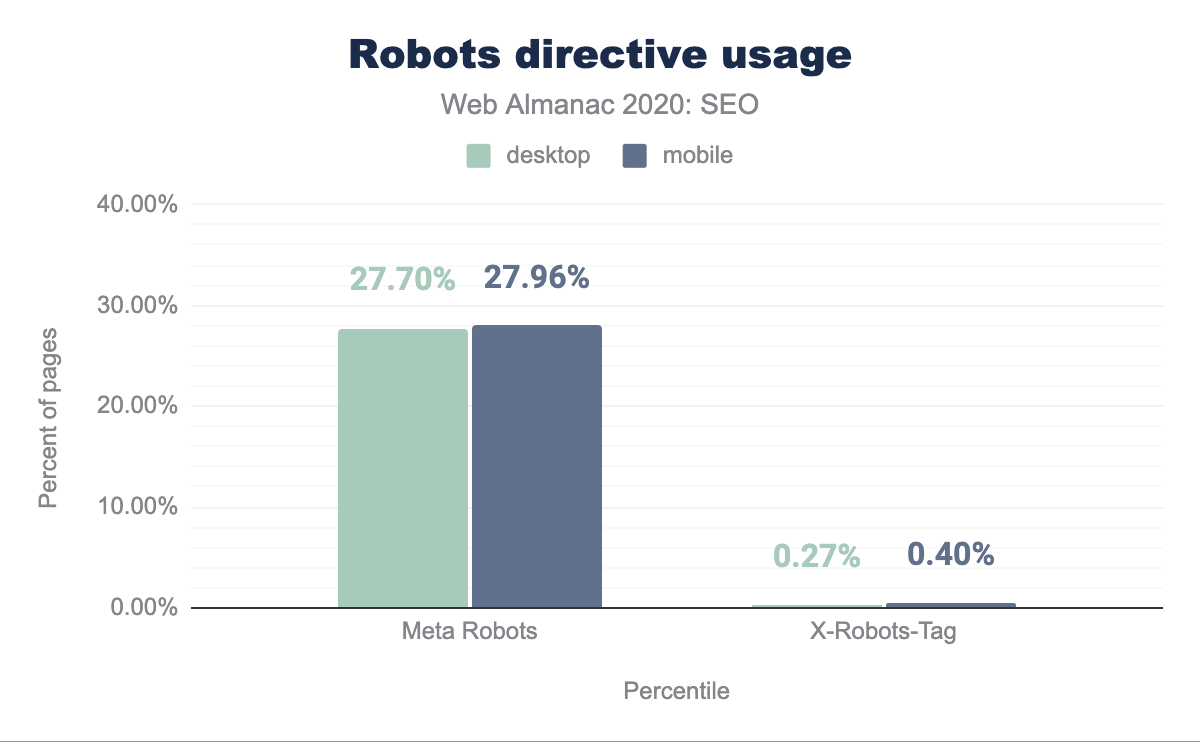 Robots directive usage
Web Almanac 2020: SEO
desktop mobile
40.00%
27.70% 27.96%
30.00%
20.00%
10.00%
0.27% 0.40%
0.00%
Percent of pages
Meta Robots X-Robots-Tag
Percentile